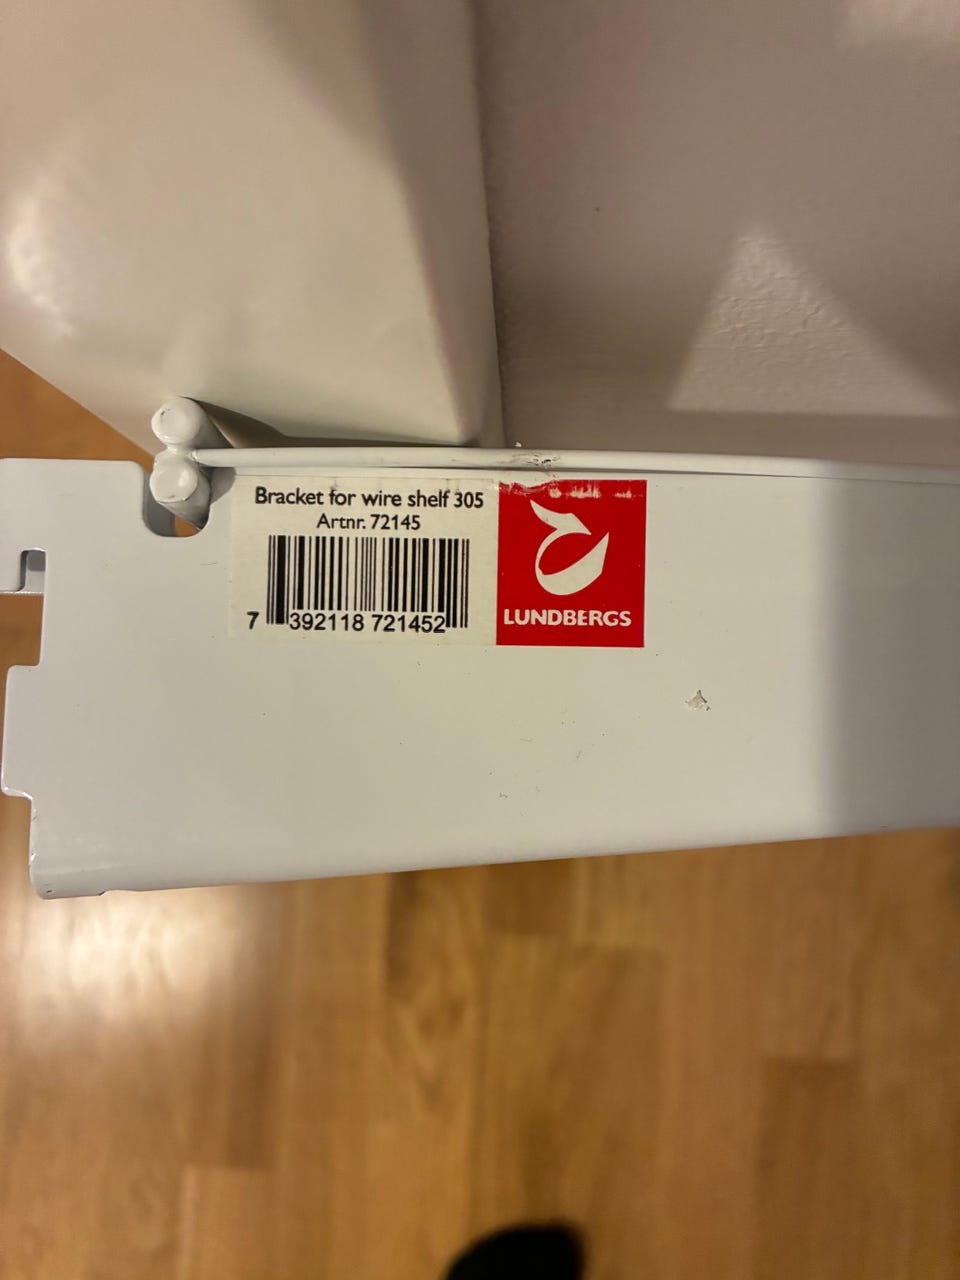 Bracket for wire shelf 305
Artnr. 72145
7 392118 721452
LUNDBERGS